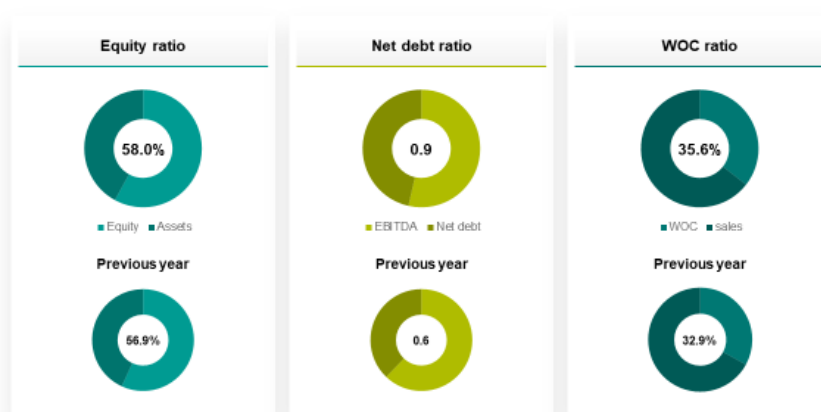 Equity ratio
58.0%
Equity Assets
Previous year
56.9%
Net debt ratio
0.9
EBITDA Net debt
Previous year
0.6
WOC ratio
35.6%
WOC sales
Previous year
32.9%